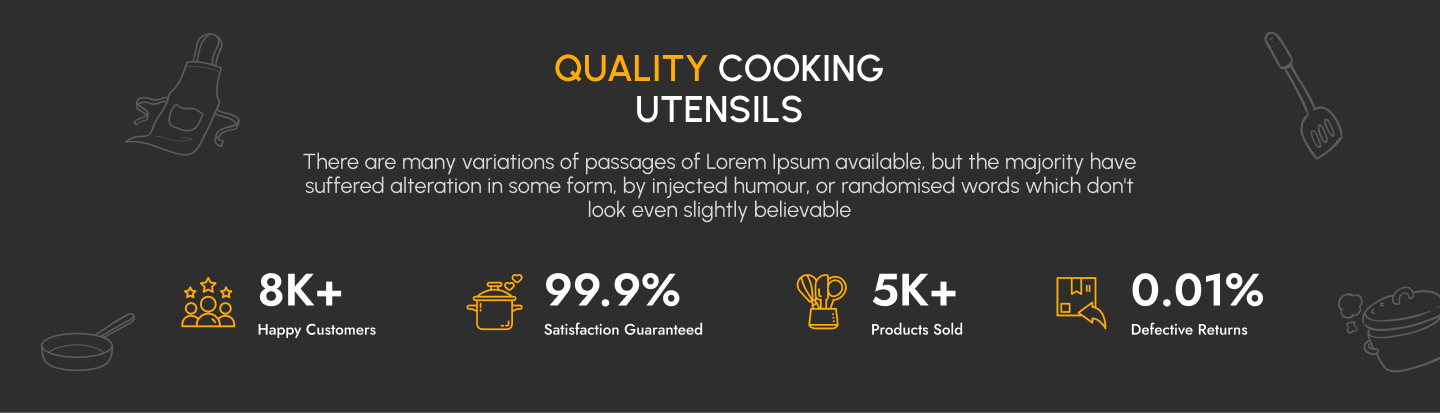 QUALITY COOKING
UTENSILS
There are many variations of passages of Lorem Ipsum available, but the majority have
suffered alteration in some form, by injected humour, or randomised words which don't
look even slightly believable
8K+
Happy Customers
99.9%
Satisfaction Guaranteed
5K+
Products Sold
0.01%
Defective Returns